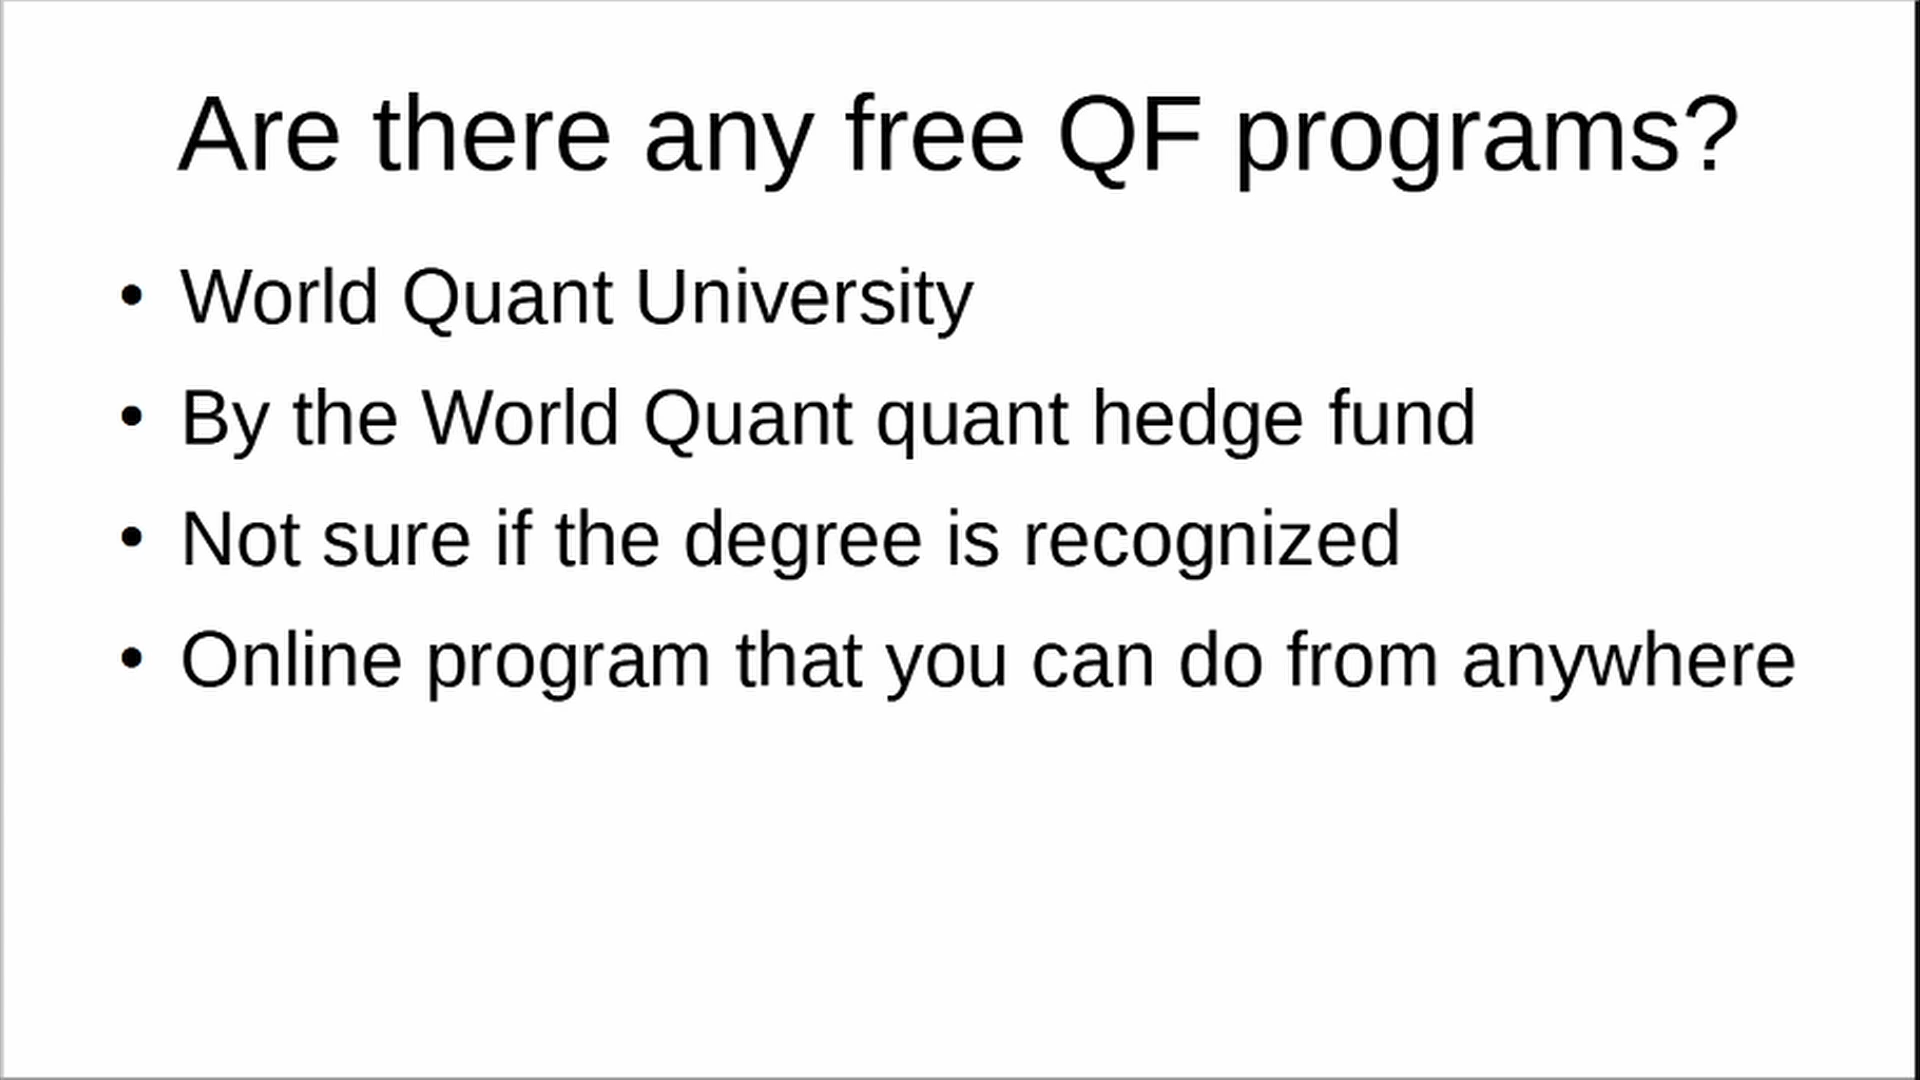 Are there any free QF programs?
• World Quant University
• By the World Quant quant hedge fund
• Not sure if the degree is recognized
• Online program that you can do from anywhere